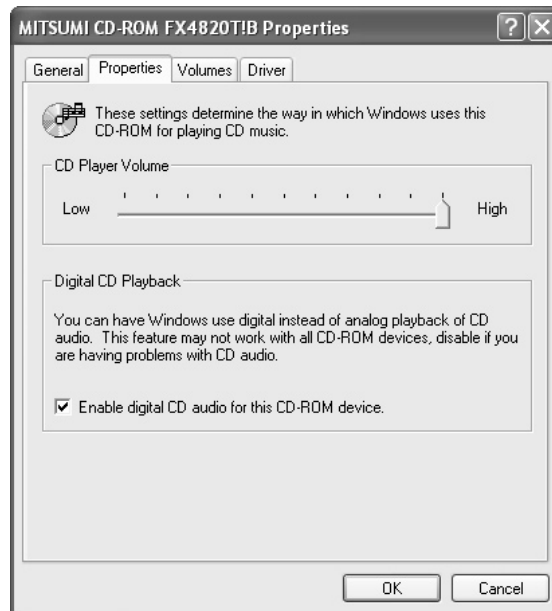 MITSUMI CD-ROM FX4820T!B Properties
General Properties Volumes Driver
These settings determine the way in which Windows uses this
CD-ROM for playing CD music.
CD Player Volume
Low High
Digital CD Playback
You can have Windows use digital instead of analog playback of CD
audio. This feature may not work with all CD-ROM devices, disable if you
are having problems with CD audio.
Enable digital CD audio for this CD-ROM device.
OK Cancel